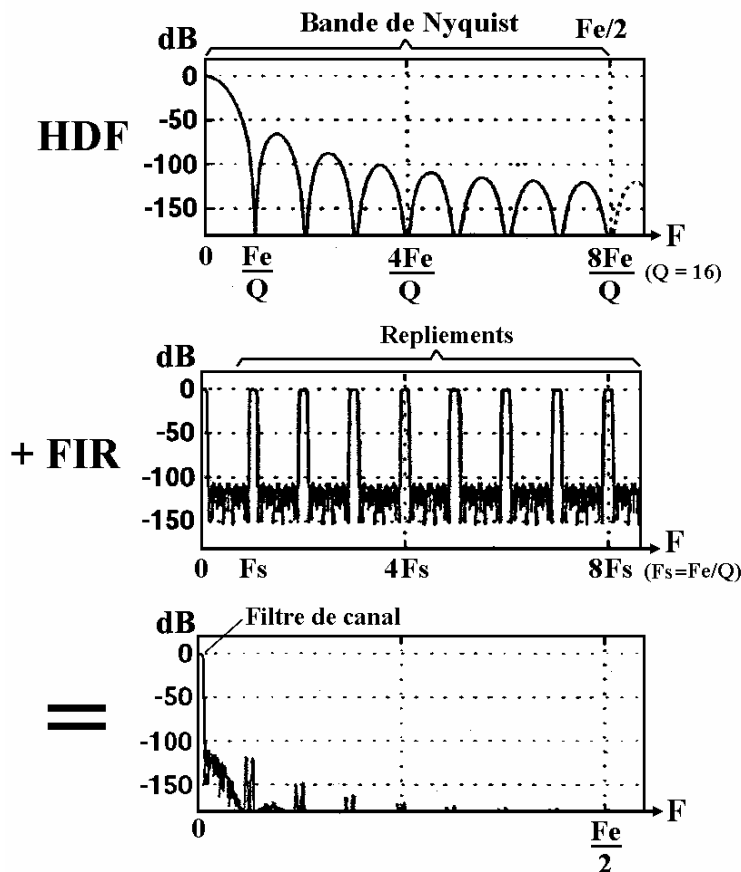 Bande de Nyquist Fe/2
dB
0
-50
-100
-150
HDF
F
0 Fe/Q 4Fe/Q 8Fe/Q (Q = 16)
Repliements
dB
0
-50
-100
-150
+ FIR
F
0 Fs 4Fs 8Fs (Fs=Fe/Q)
dB Filtre de canal
0
-50
-100
-150
=
F
0 Fe/2